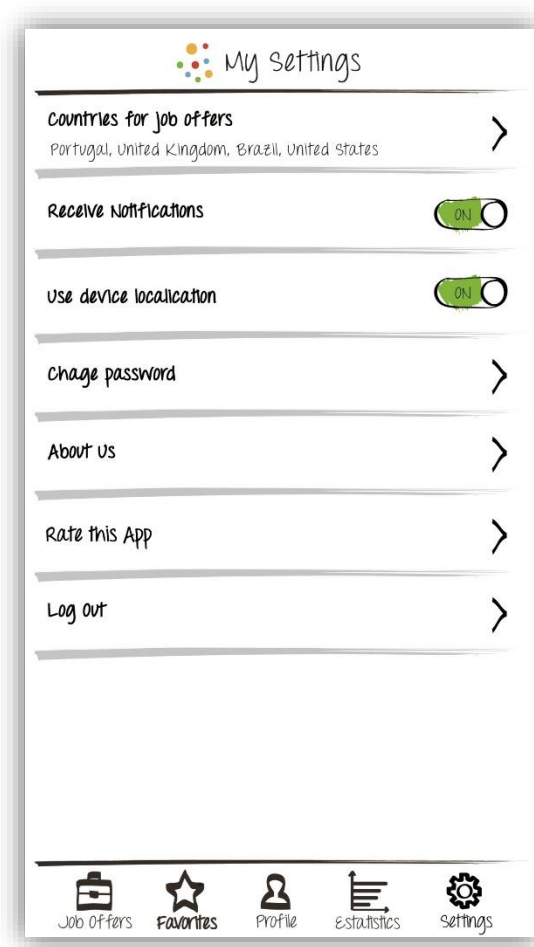 My Settings
Countries for job offers
Portugal, United Kingdom, Brazil, United States
Receive Notifications
ON
Use device localication
ON
Chage password
About Us
Rate this App
Log Out
Job Offers Favorites Profile Estatistics Settings